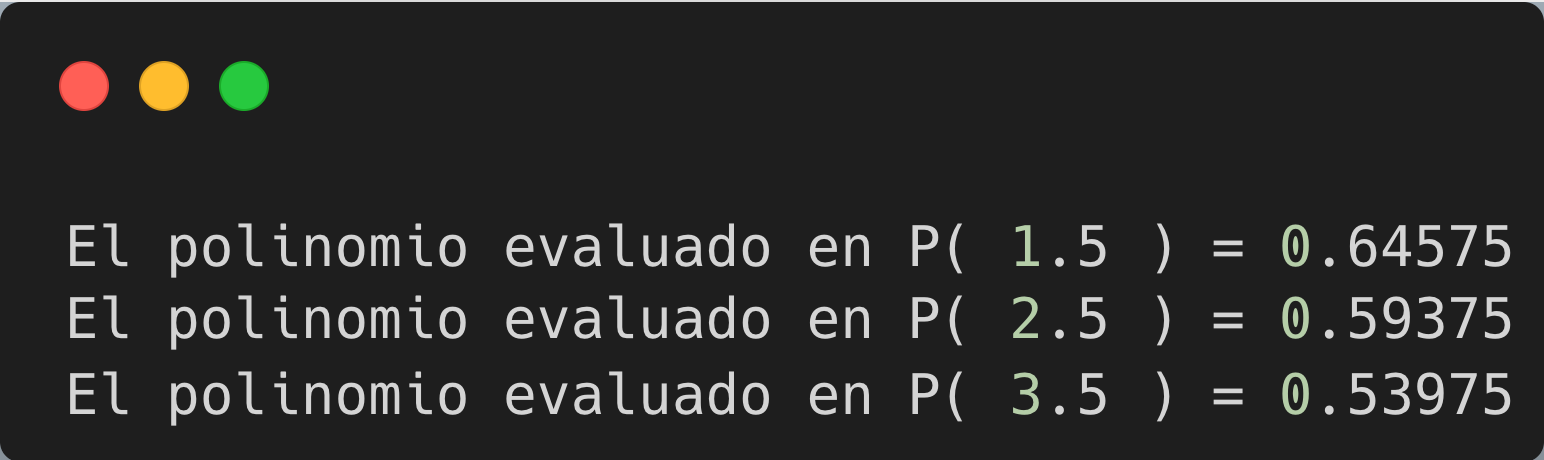 El polinomio evaluado en P( 1.5 ) = 0.64575
El polinomio evaluado en P( 2.5 ) = 0.59375
El polinomio evaluado en P( 3.5 ) = 0.53975